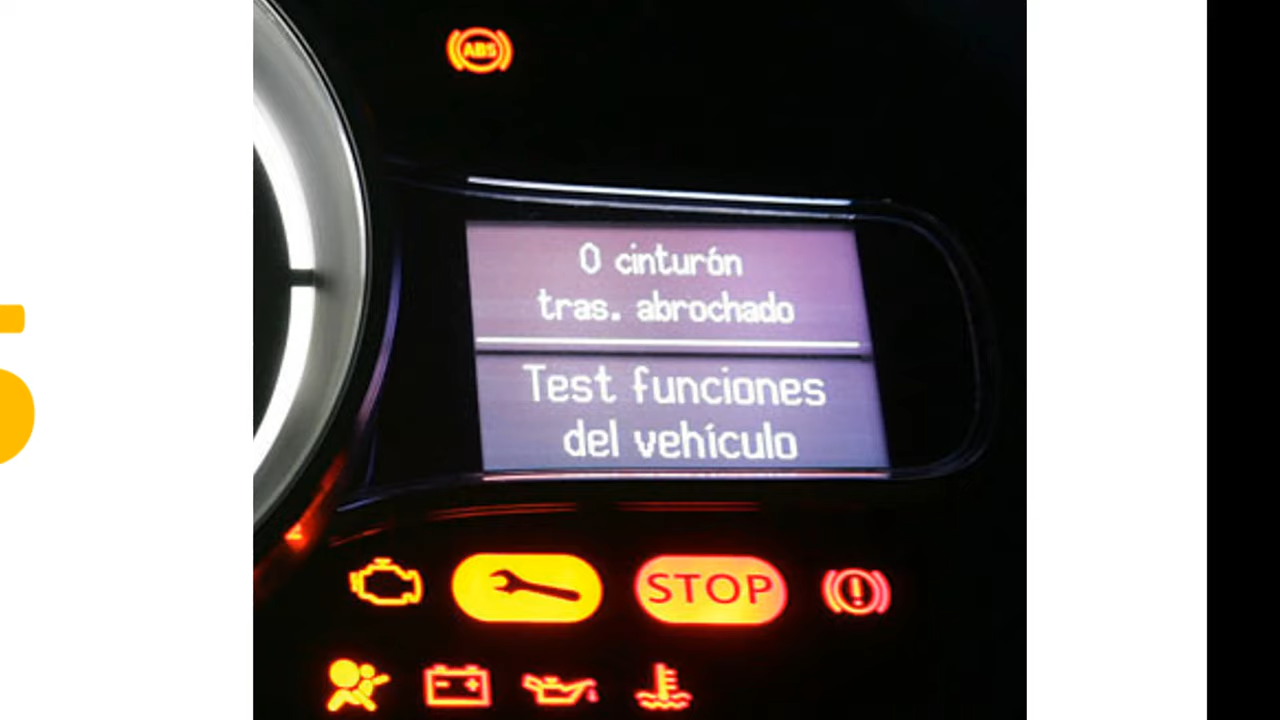 ABS
0 cinturón
tras. abrochado
Test funciones
del vehículo
STOP